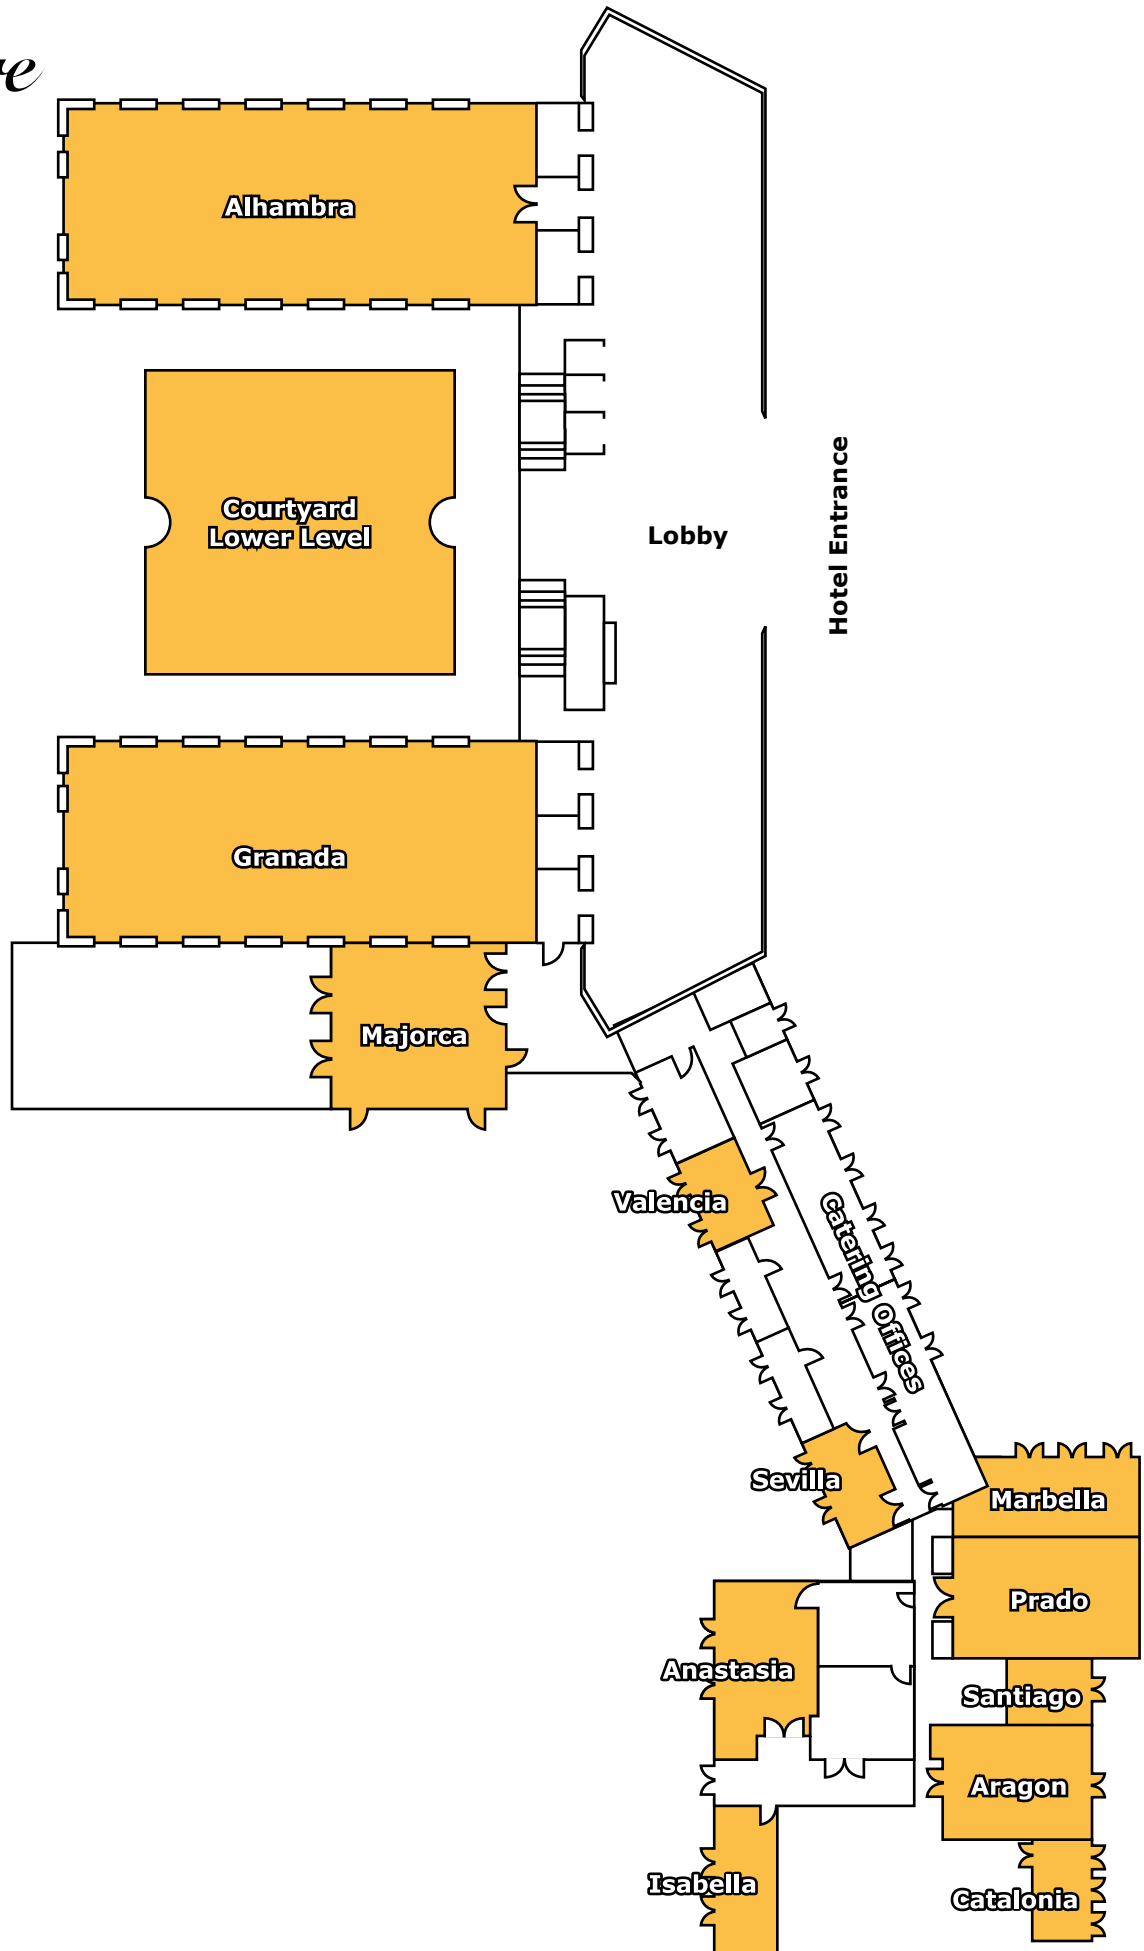 Alhambra
Courtyard
Lower Level
Lobby
Hotel Entrance
Granada
Majorca
Valencia
Catering Offices
Sevilla
Marbella
Prado
Anastasia
Santiago
Aragon
Isabella
Catalonia